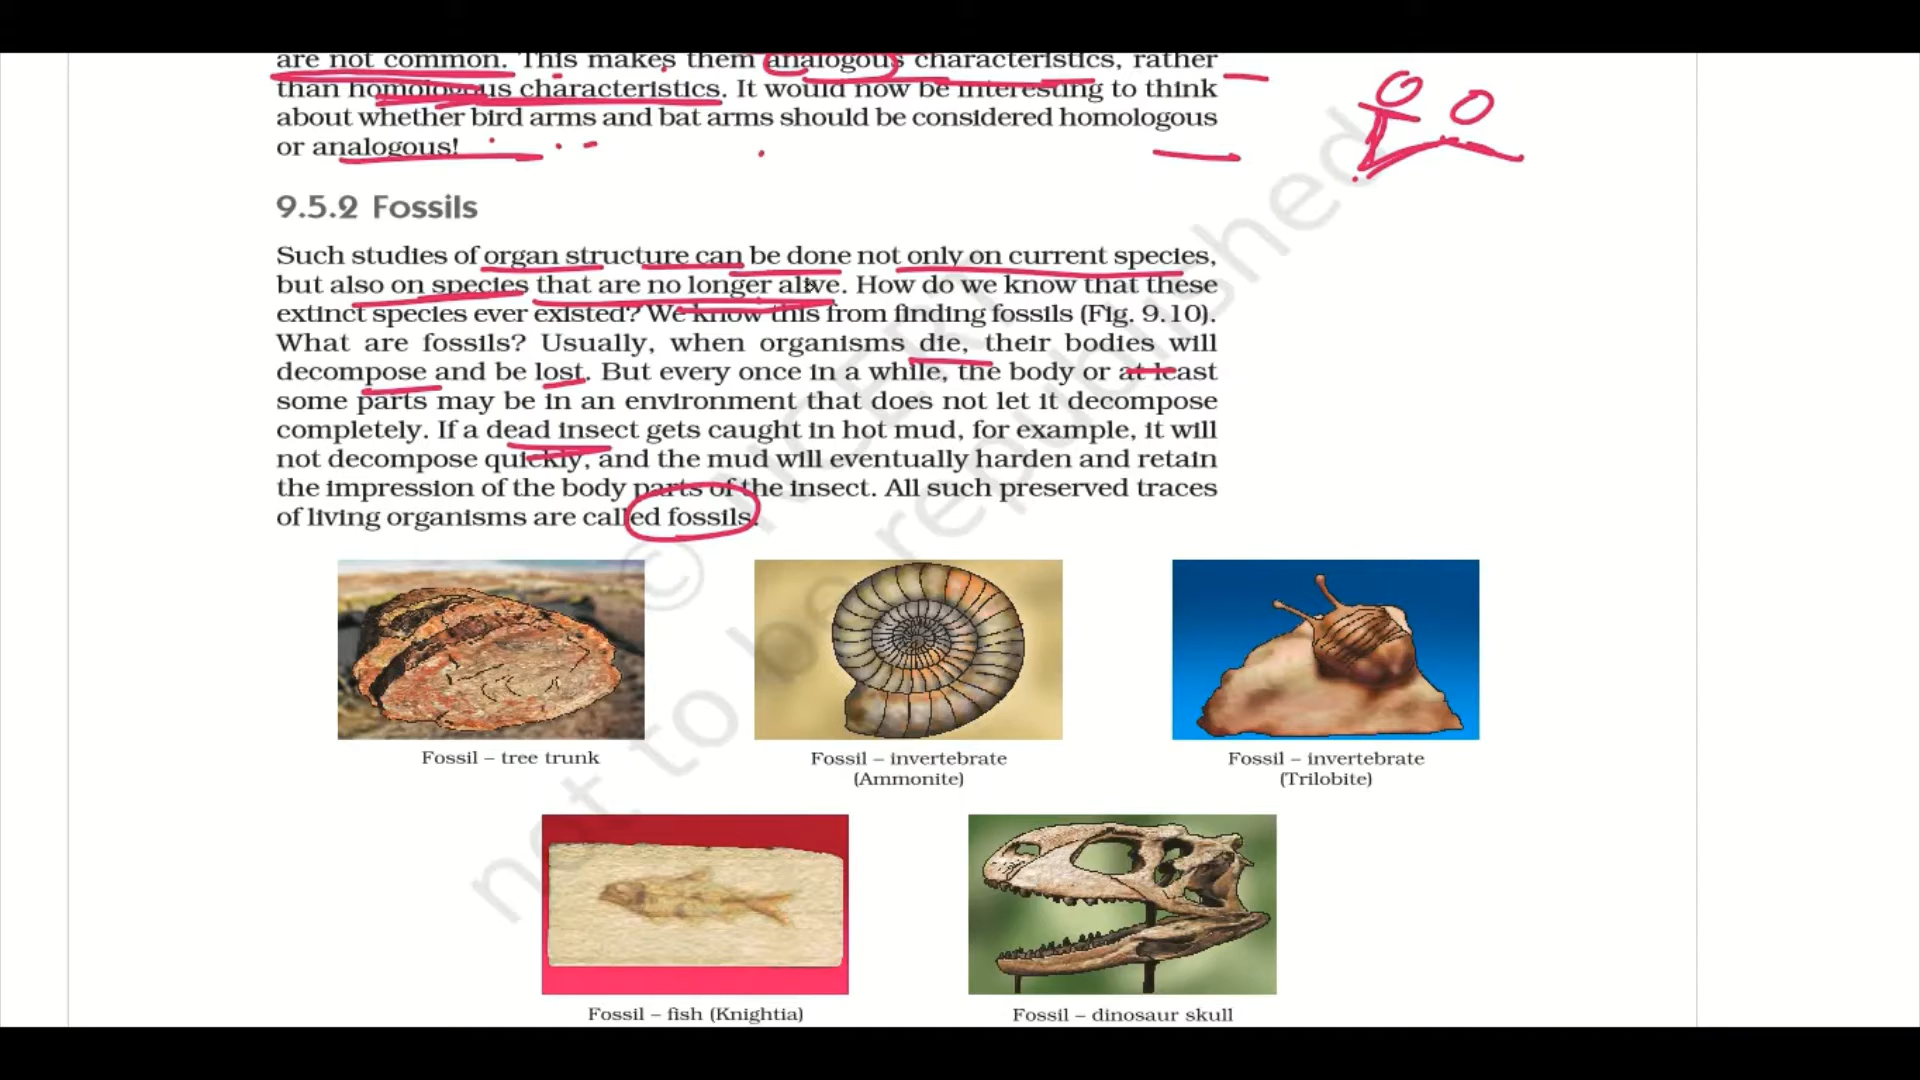 are not common. This makes them analogous characteristics, rather
than homologous characteristics. It would now be interesting to think
about whether bird arms and bat arms should be considered homologous
or analogous!
9.5.2 Fossils
Such studies of organ structure can be done not only on current species,
but also on species that are no longer alive. How do we know that these
extinct species ever existed? We know this from finding fossils (Fig. 9.10).
What are fossils? Usually, when organisms die, their bodies will
decompose and be lost. But every once in a while, the body or at least
some parts may be in an environment that does not let it decompose
completely. If a dead insect gets caught in hot mud, for example, it will
not decompose quickly, and the mud will eventually harden and retain
the impression of the body parts of the insect. All such preserved traces
of living organisms are called fossils.
© NCERT
not to be republished
Fossil – tree trunk
Fossil – invertebrate
(Ammonite)
Fossil – invertebrate
(Trilobite)
Fossil – fish (Knightia)
Fossil – dinosaur skull